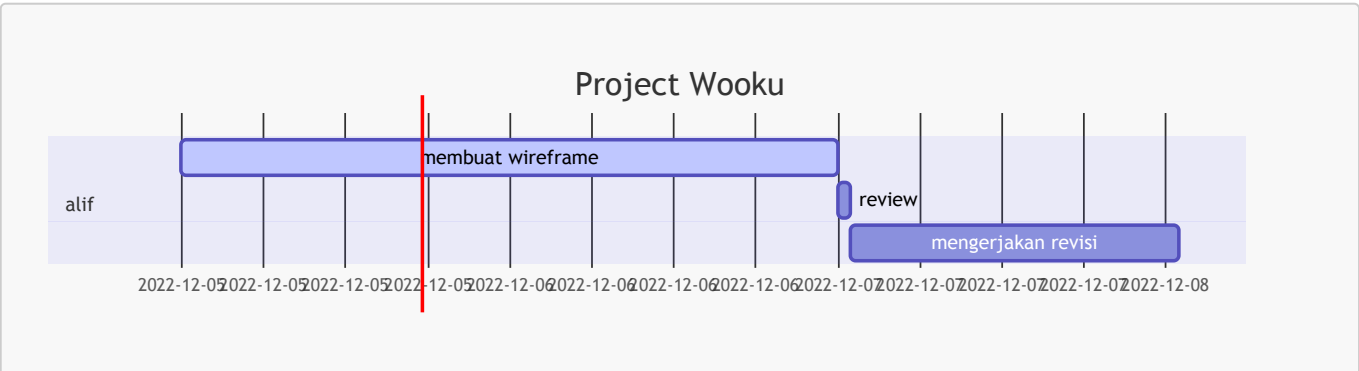 Project Wooku
membuat wireframe
alif
review
mengerjakan revisi
2022-12-05 2022-12-05 2022-12-05 2022-12-05 2022-12-06 2022-12-06 2022-12-06 2022-12-06 2022-12-07 2022-12-07 2022-12-07 2022-12-07 2022-12-08